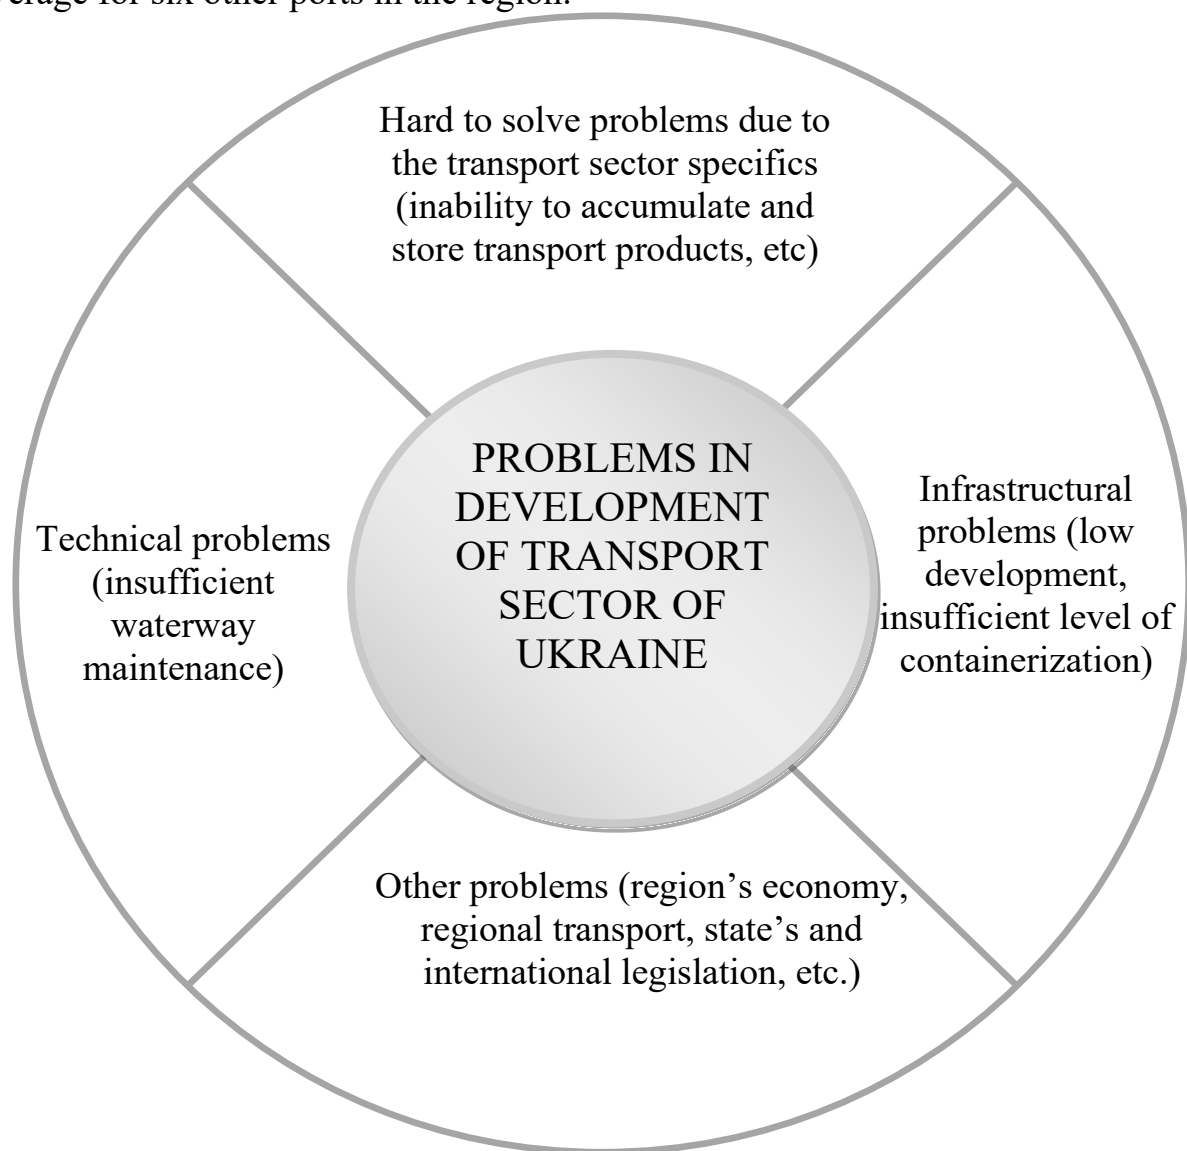 erage for six other ports in the region.
Hard to solve problems due to
the transport sector specifics
(inability to accumulate and
store transport products, etc)
PROBLEMS IN
DEVELOPMENT
OF TRANSPORT
SECTOR OF
UKRAINE
Technical problems
(insufficient
waterway
maintenance)
Infrastructural
problems (low
development,
insufficient level of
containerization)
Other problems (region’s economy,
regional transport, state’s and
international legislation, etc.)